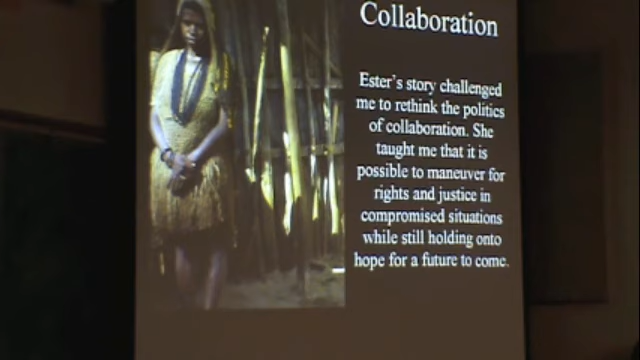 Collaboration
Ester's story challenged
me to rethink the politics
of collaboration. She
taught me that it is
possible to maneuver for
rights and justice in
compromised situations
while still holding onto
hope for a future to come.